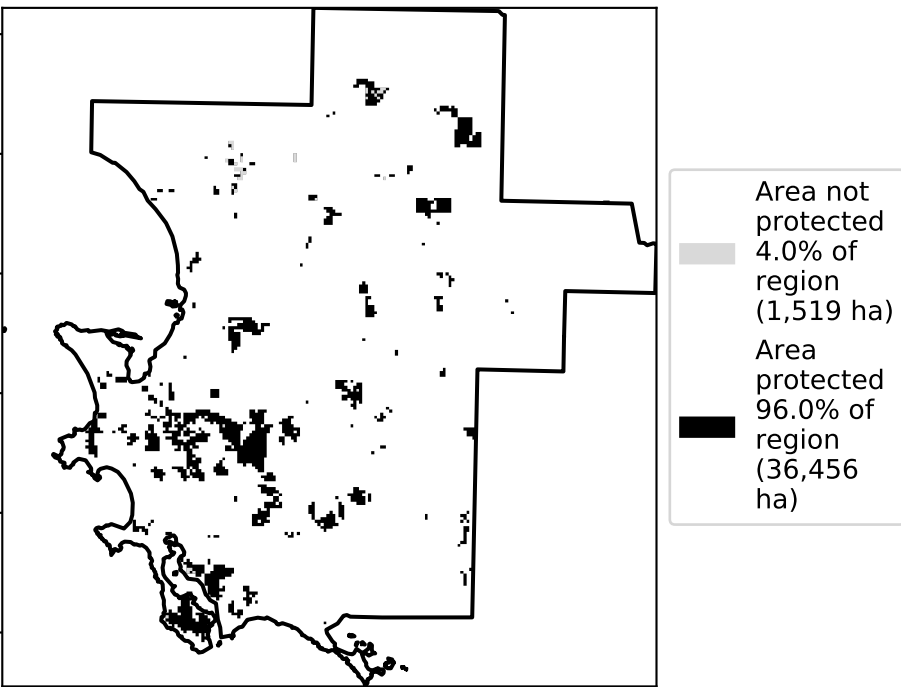 Area not
protected
4.0% of
region
(1,519 ha)
Area
protected
96.0% of
region
(36,456
ha)